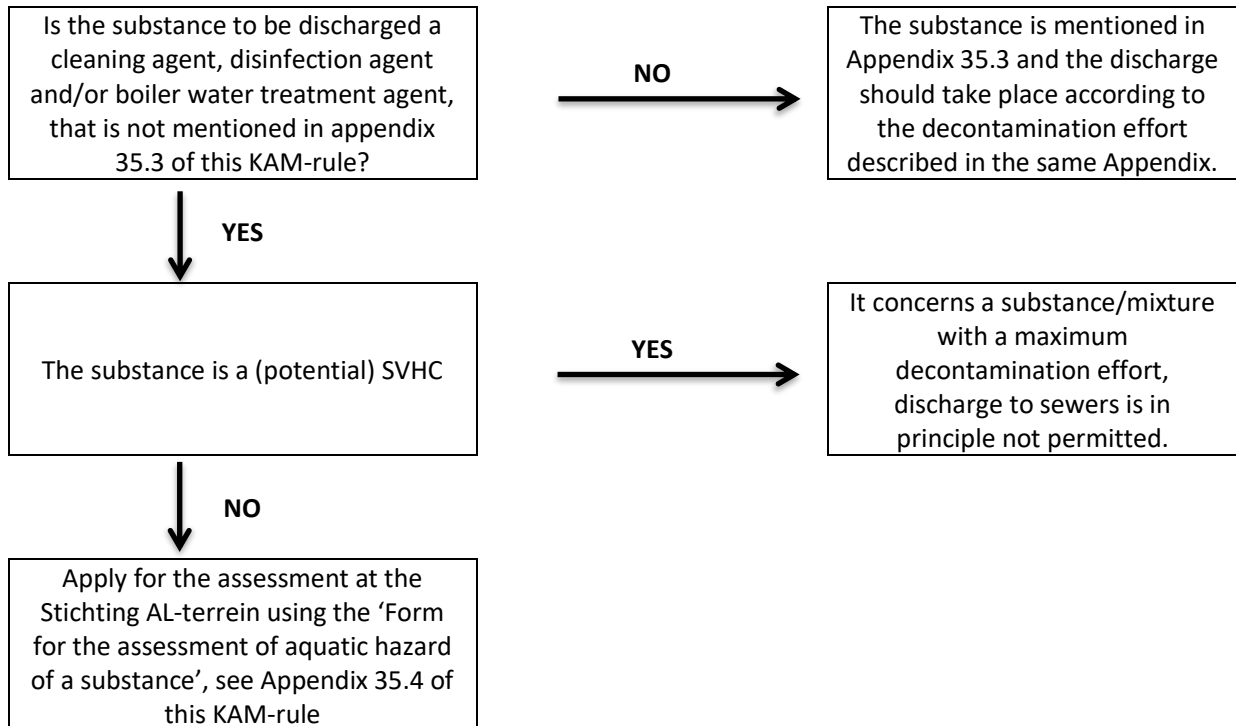 Is the substance to be discharged a
cleaning agent, disinfection agent
and/or boiler water treatment agent,
that is not mentioned in appendix
35.3 of this KAM-rule?
NO
The substance is mentioned in
Appendix 35.3 and the discharge
should take place according to
the decontamination effort
described in the same Appendix.
YES
The substance is a (potential) SVHC
YES
It concerns a substance/mixture
with a maximum
decontamination effort,
discharge to sewers is in
principle not permitted.
NO
Apply for the assessment at the
Stichting AL-terrein using the ‘Form
for the assessment of aquatic hazard
of a substance’, see Appendix 35.4 of
this KAM-rule